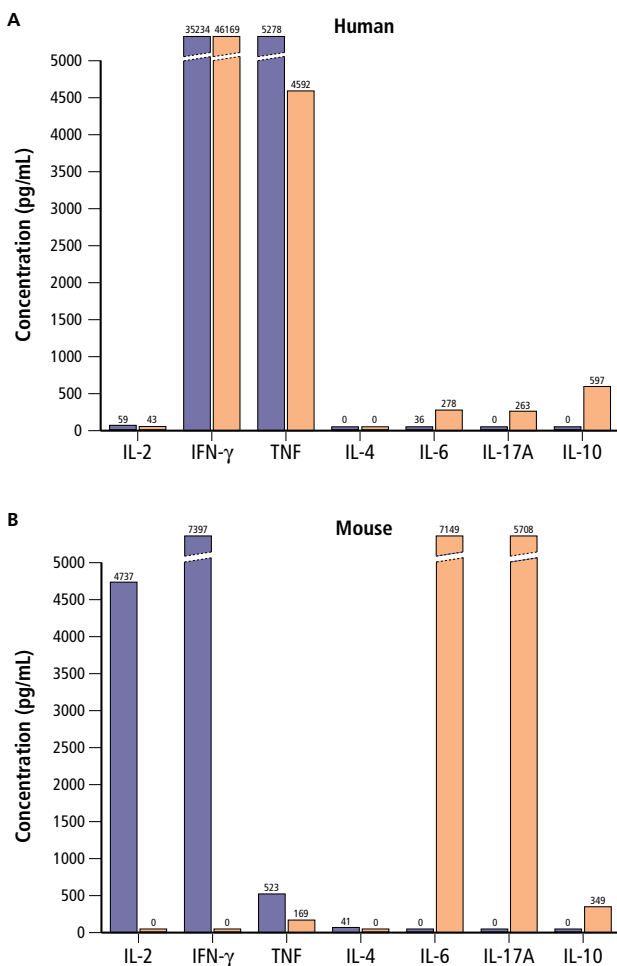 A
Human
35234 46169 5278
5000
4592
4500
4000
3500
3000
2500
2000
1500
1000
597
500
278 263
59 43 0 0 36 0 0
0
Concentration (pg/mL)
IL-2 IFN-γ TNF IL-4 IL-6 IL-17A IL-10
B
Mouse
7397 7149 5708
5000
4737
4500
4000
3500
3000
2500
2000
1500
1000
523
500
349
169
0 0 41 0 0 0 0
0
Concentration (pg/mL)
IL-2 IFN-γ TNF IL-4 IL-6 IL-17A IL-10